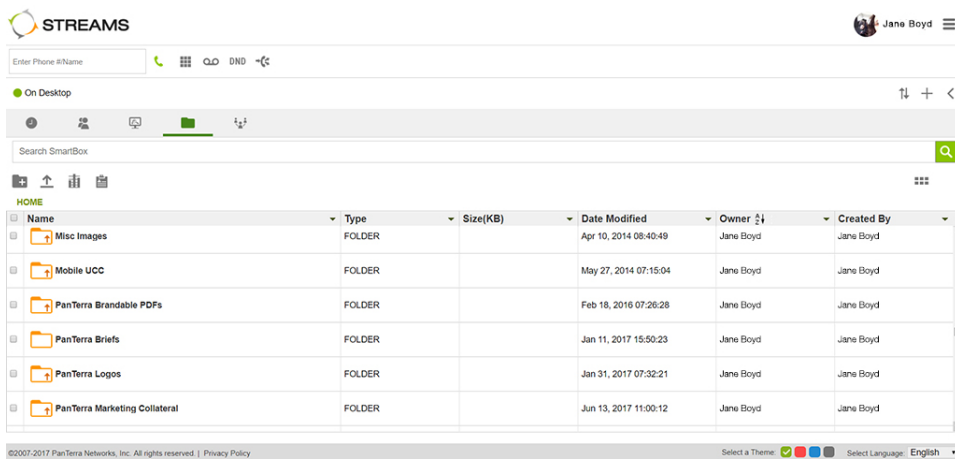 STREAMS
Jane Boyd
Enter Phone #/Name
DND
On Desktop
Search SmartBox
HOME
Name Type Size(KB) Date Modified Owner Created By
Misc Images FOLDER Apr 10, 2014 08:40:49 Jane Boyd Jane Boyd
Mobile UCC FOLDER May 27, 2014 07:15:04 Jane Boyd Jane Boyd
PanTerra Brandable PDFs FOLDER Feb 18, 2016 07:26:28 Jane Boyd Jane Boyd
PanTerra Briefs FOLDER Jan 11, 2017 15:50:23 Jane Boyd Jane Boyd
PanTerra Logos FOLDER Jan 31, 2017 07:32:21 Jane Boyd Jane Boyd
PanTerra Marketing Collateral FOLDER Jun 13, 2017 11:00:12 Jane Boyd Jane Boyd
©2007-2017 PanTerra Networks, Inc. All rights reserved. | Privacy Policy Select a Theme: Select Language: English